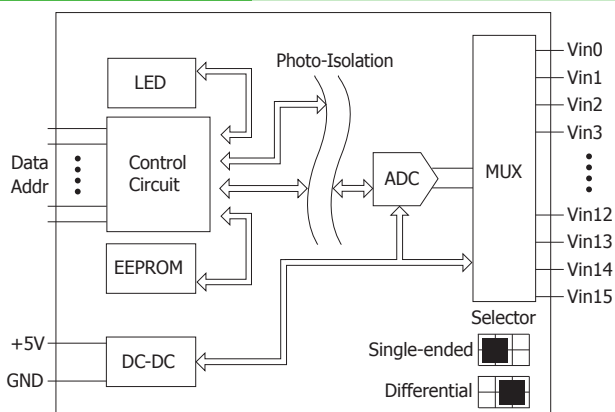 LED
Photo-Isolation
Vin0
Vin1
Vin2
Vin3
Data
Addr
Control
Circuit
ADC
MUX
Vin12
Vin13
Vin14
Vin15
EEPROM
+5V
GND
DC-DC
Selector
Single-ended
Differential